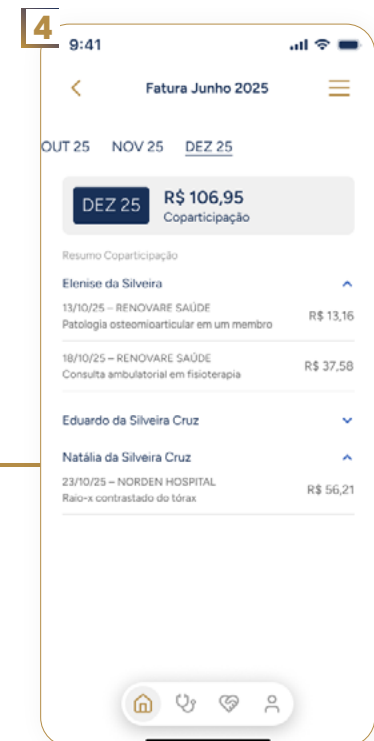 4
9:41
Fatura Junho 2025
OUT 25 NOV 25 DEZ 25
DEZ 25
R$ 106,95
Coparticipação
Resumo Coparticipação
Elenise da Silveira
13/10/25 – RENOVARE SAÚDE
Patologia osteomioarticular em um membro
R$ 13,16
18/10/25 – RENOVARE SAÚDE
Consulta ambulatorial em fisioterapia
R$ 37,58
Eduardo da Silveira Cruz
Natália da Silveira Cruz
23/10/25 – NORDEN HOSPITAL
Raio-x contrastado do tórax
R$ 56,21